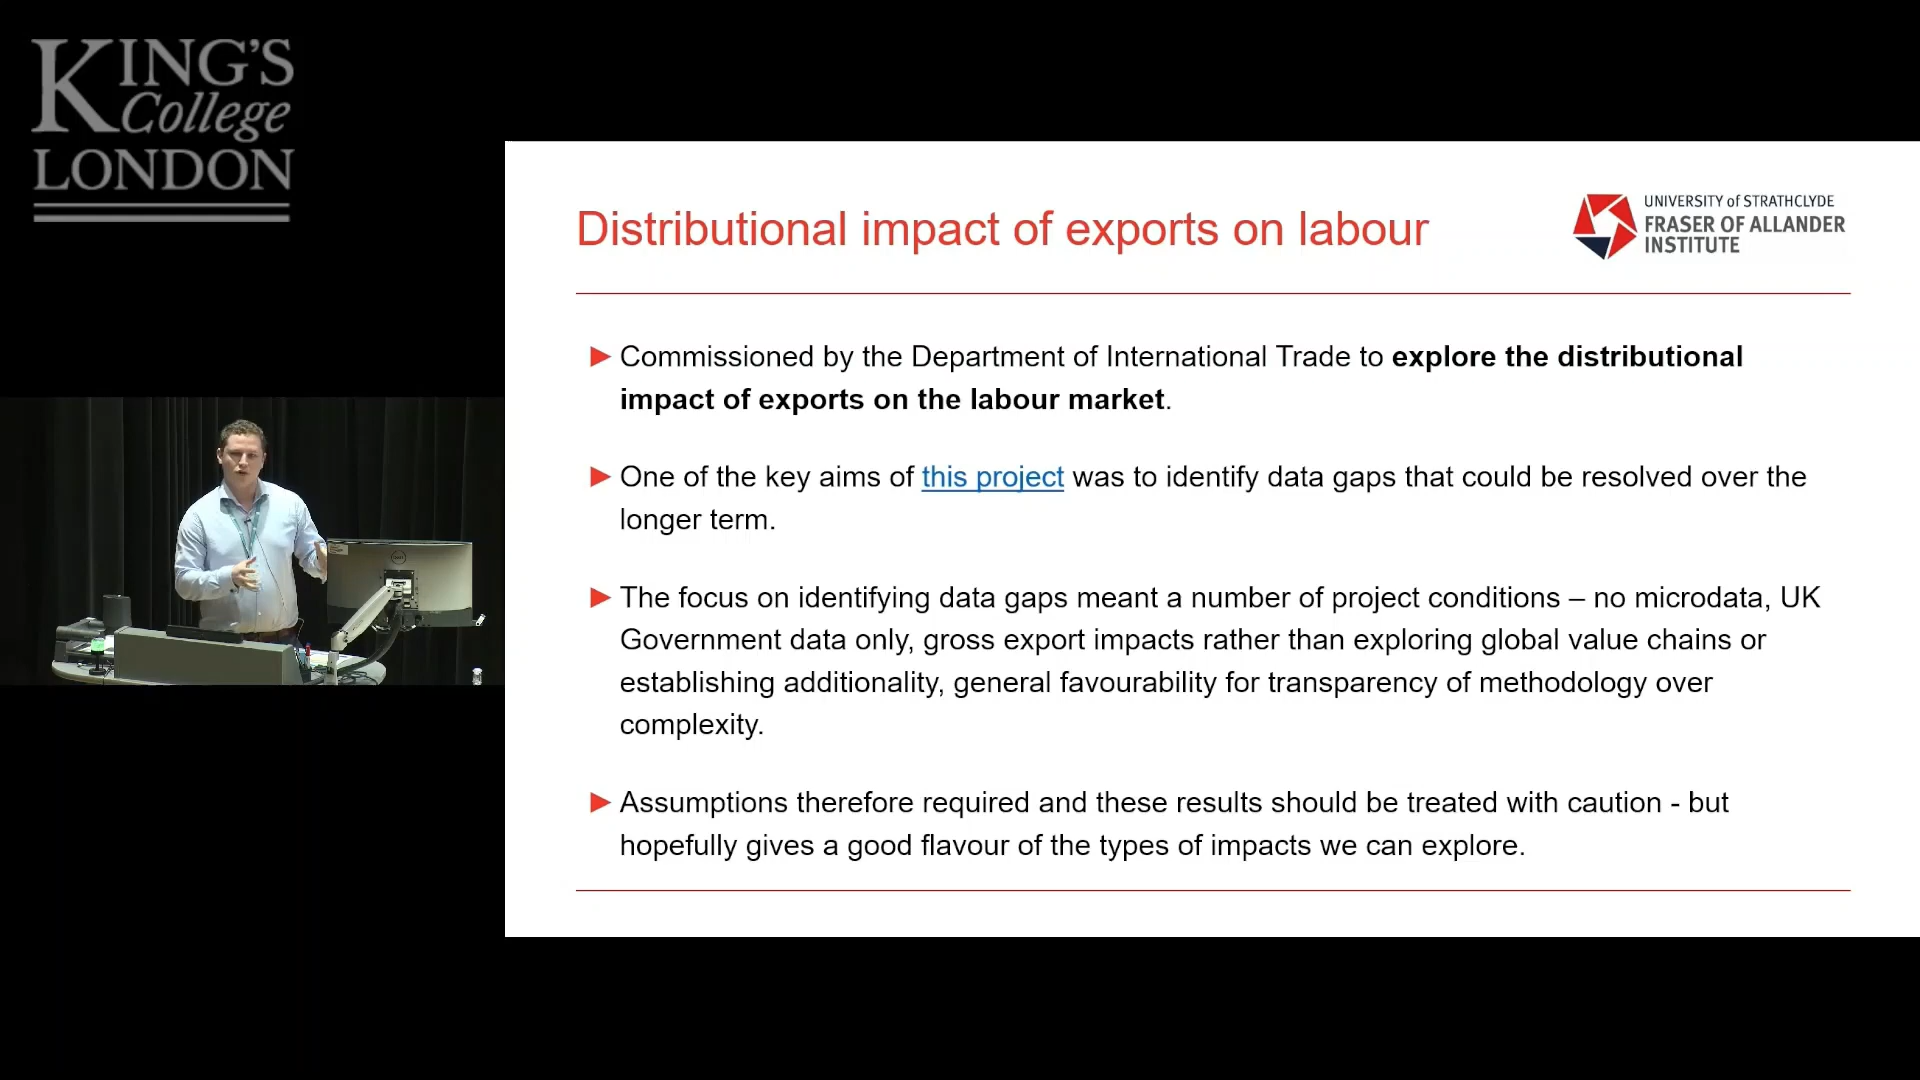 KING'S
College
LONDON
Distributional impact of exports on labour
UNIVERSITY of STRATHCLYDE
FRASER OF ALLANDER
INSTITUTE
Commissioned by the Department of International Trade to explore the distributional
impact of exports on the labour market.
One of the key aims of this project was to identify data gaps that could be resolved over the
longer term.
The focus on identifying data gaps meant a number of project conditions – no microdata, UK
Government data only, gross export impacts rather than exploring global value chains or
establishing additionality, general favourability for transparency of methodology over
complexity.
Assumptions therefore required and these results should be treated with caution - but
hopefully gives a good flavour of the types of impacts we can explore.